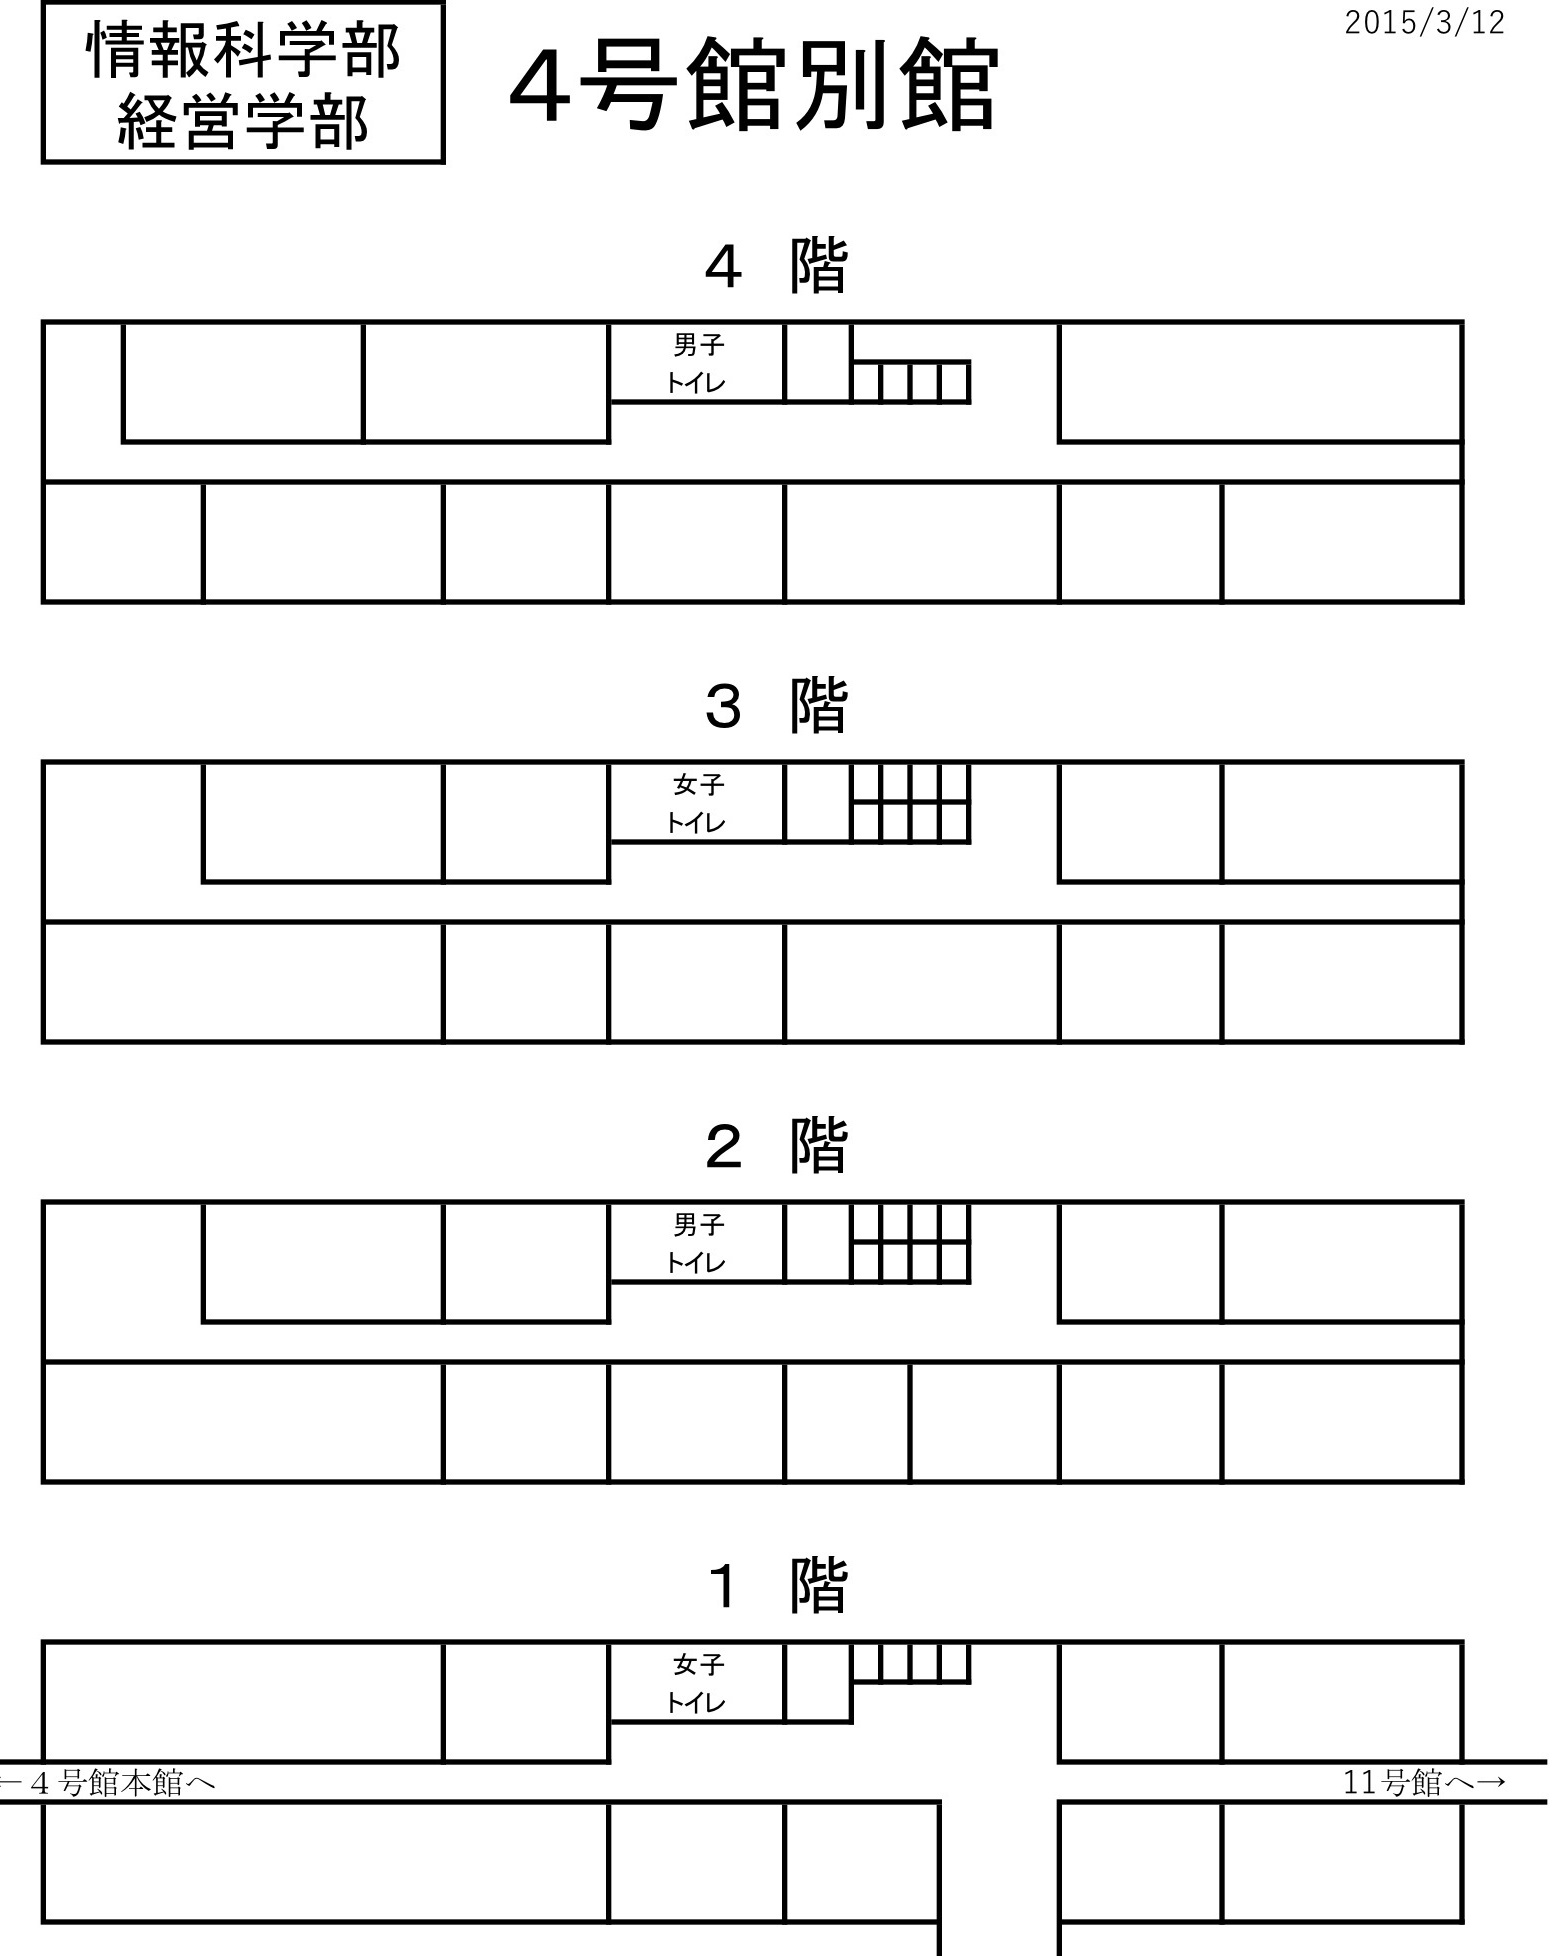 情報科学部
経営学部
4号館別館
2015/3/12
4 階
男子
トイレ
3 階
女子
トイレ
2 階
男子
トイレ
1 階
女子
トイレ
←4 号館本館へ
11号館へ→